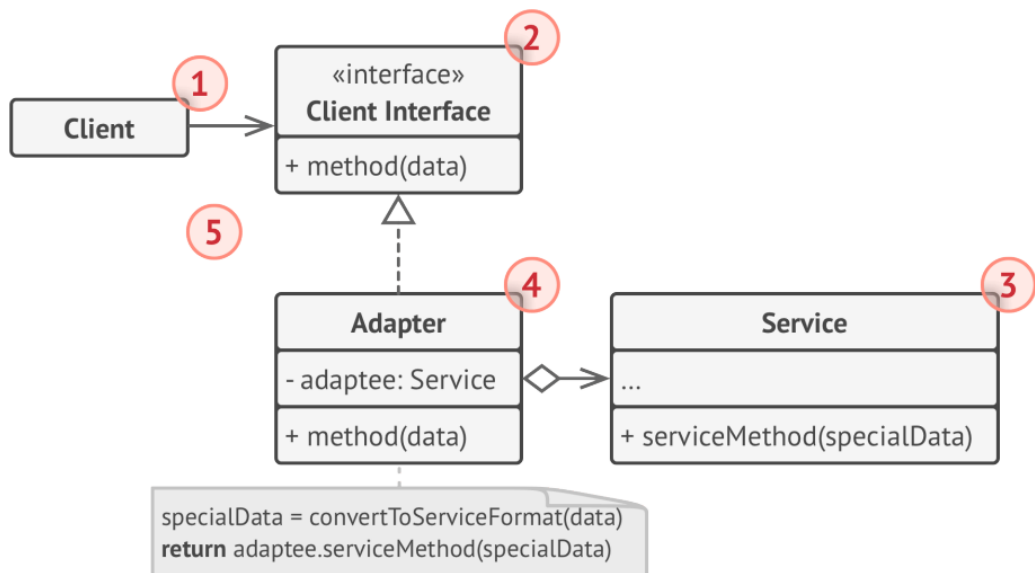 1
Client
2
«interface»
Client Interface
+ method(data)
5
4
Adapter
- adaptee: Service
+ method(data)
3
Service
...
+ serviceMethod(specialData)
specialData = convertToServiceFormat(data)
return adaptee.serviceMethod(specialData)